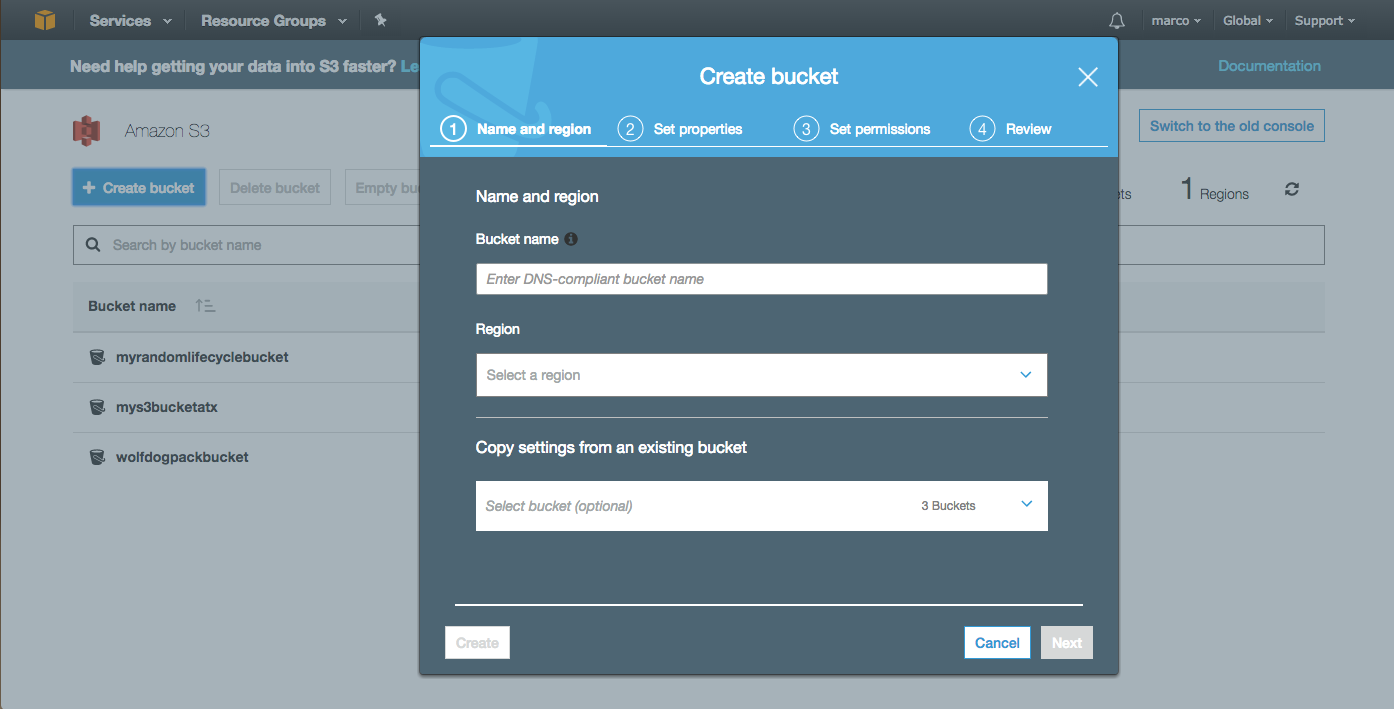 Services Resource Groups marco Global Support
Need help getting your data into S3 faster? Le Documentation
Amazon S3
Switch to the old console
+ Create bucket Delete bucket Empty bu
ts 1 Regions
Search by bucket name
Bucket name
myrandomlifecyclebucket
mys3bucketatx
wolfdogpackbucket
Create bucket
1 Name and region 2 Set properties 3 Set permissions 4 Review
Name and region
Bucket name
Enter DNS-compliant bucket name
Region
Select a region
Copy settings from an existing bucket
Select bucket (optional) 3 Buckets
Create Cancel Next